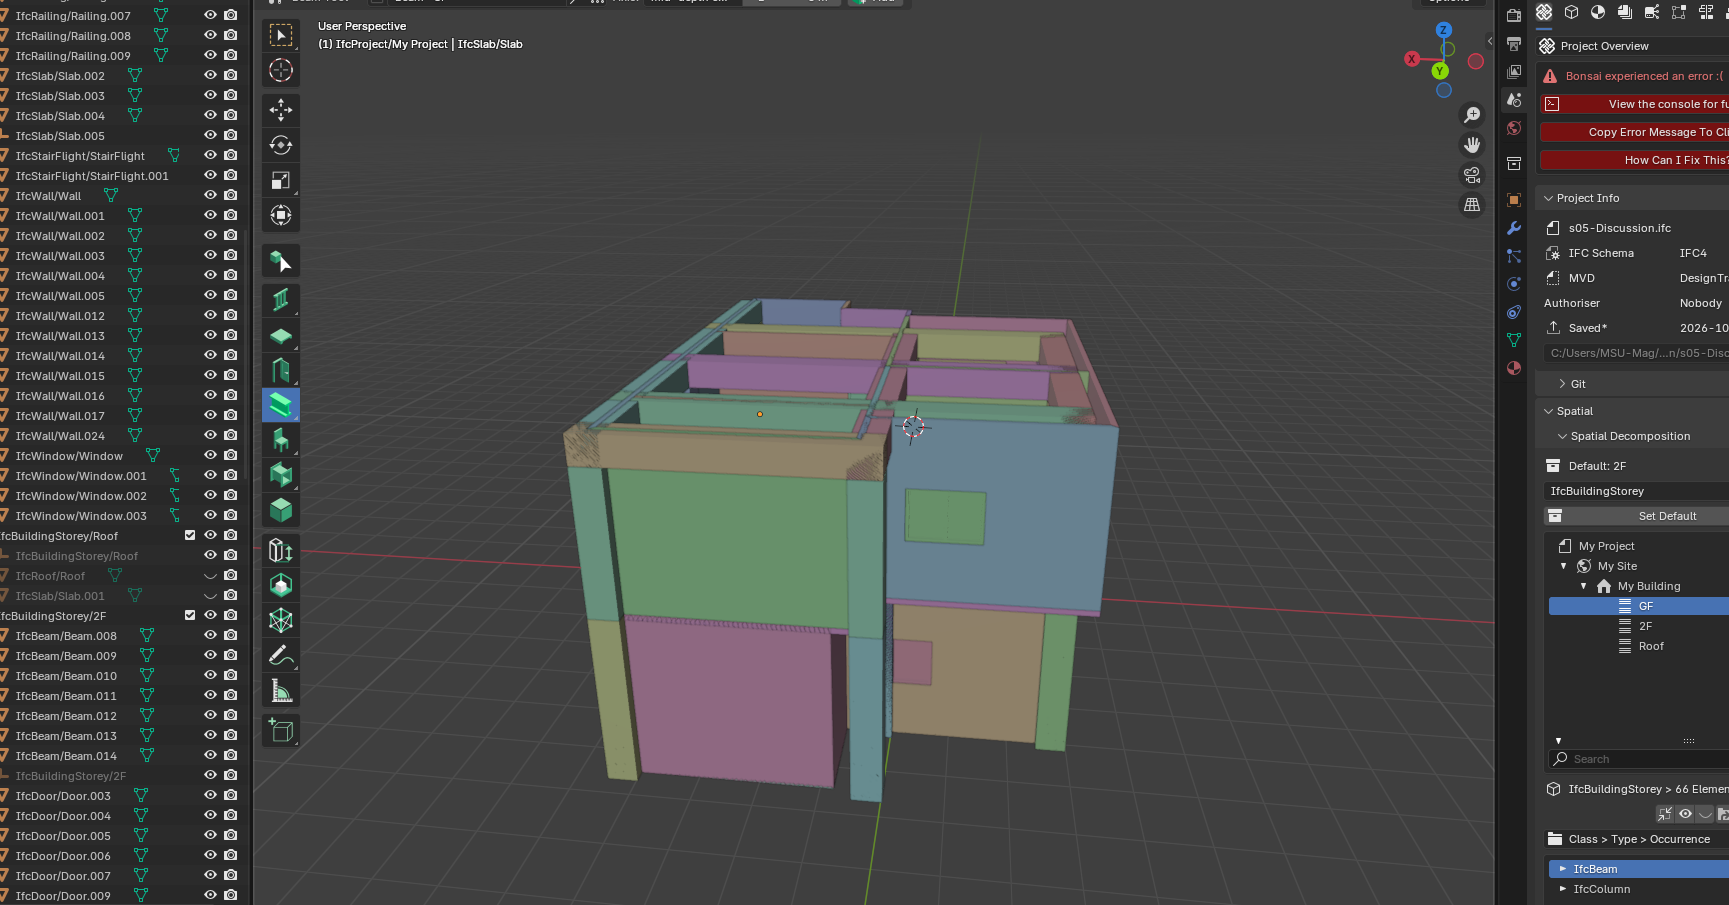 IfcRailing/Railing.007
IfcRailing/Railing.008
IfcRailing/Railing.009
IfcSlab/Slab.002
IfcSlab/Slab.003
IfcSlab/Slab.004
IfcSlab/Slab.005
IfcStairFlight/StairFlight
IfcStairFlight/StairFlight.001
IfcWall/Wall
IfcWall/Wall.001
IfcWall/Wall.002
IfcWall/Wall.003
IfcWall/Wall.004
IfcWall/Wall.005
IfcWall/Wall.012
IfcWall/Wall.013
IfcWall/Wall.014
IfcWall/Wall.015
IfcWall/Wall.016
IfcWall/Wall.017
IfcWall/Wall.024
IfcWindow/Window
IfcWindow/Window.001
IfcWindow/Window.002
IfcWindow/Window.003
fcBuildingStorey/Roof
IfcBuildingStorey/Roof
IfcRoof/Roof
IfcSlab/Slab.001
fcBuildingStorey/2F
IfcBeam/Beam.008
IfcBeam/Beam.009
IfcBeam/Beam.010
IfcBeam/Beam.011
IfcBeam/Beam.012
IfcBeam/Beam.013
IfcBeam/Beam.014
IfcBuildingStorey/2F
IfcDoor/Door.003
IfcDoor/Door.004
IfcDoor/Door.005
IfcDoor/Door.006
IfcDoor/Door.007
IfcDoor/Door.009
User Perspective
(1) IfcProject/My Project | IfcSlab/Slab
Z
X
Y
Project Overview
Bonsai experienced an error :(
View the console for fu
Copy Error Message To Cli
How Can I Fix This?
Project Info
s05-Discussion.ifc
IFC Schema IFC4
MVD DesignTra
Authoriser Nobody
Saved* 2026-10
C:/Users/MSU-Mag/...n/s05-Disc
Git
Spatial
Spatial Decomposition
Default: 2F
IfcBuildingStorey
Set Default
My Project
My Site
My Building
GF
2F
Roof
Search
IfcBuildingStorey > 66 Elemen
Class > Type > Occurrence
IfcBeam
IfcColumn